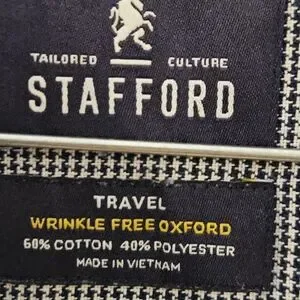 TAILORED CULTURE
STAFFORD
TRAVEL
WRINKLE FREE OXFORD
60% COTTON 40% POLYESTER
MADE IN VIETNAM